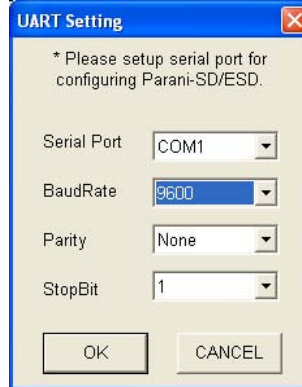 UART Setting
* Please setup serial port for
configuring Parani-SD/ESD.
Serial Port COM1
BaudRate 9600
Parity None
StopBit 1
OK CANCEL